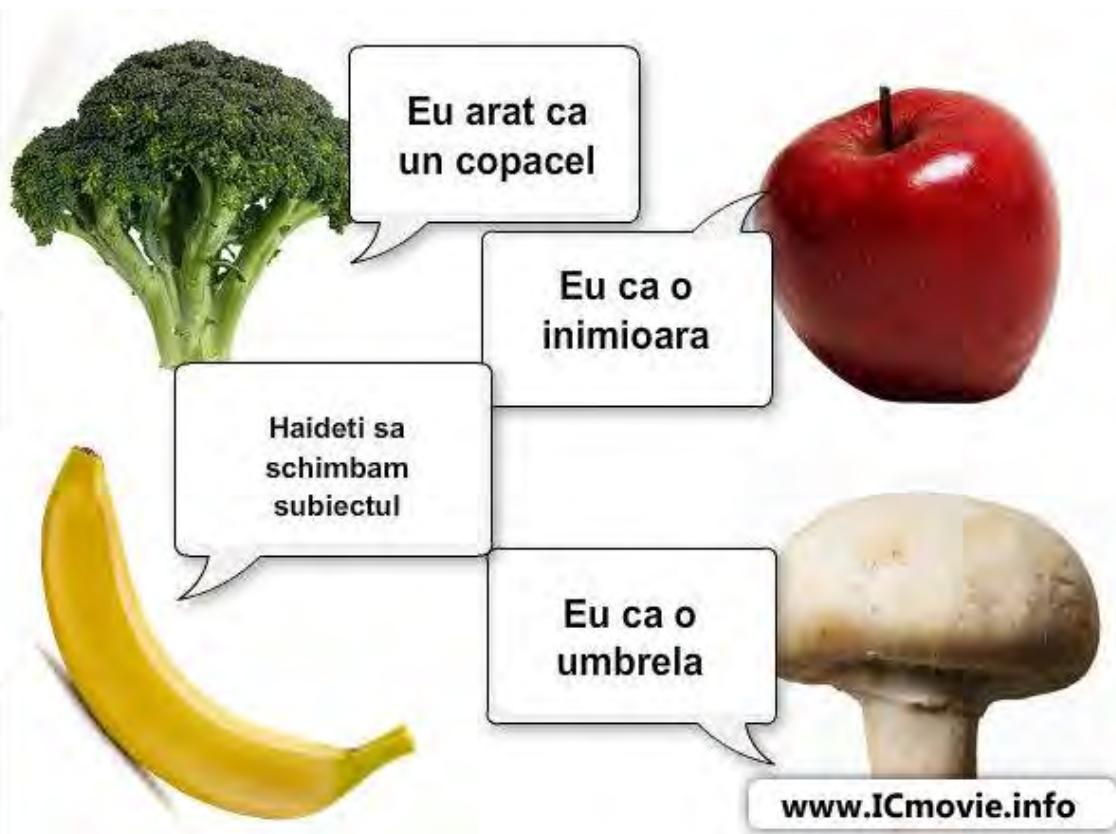 Eu arat ca
un copacel
Eu ca o
inimioara
Haideti sa
schimbam
subiectul
Eu ca o
umbrela
www.ICmovie.info